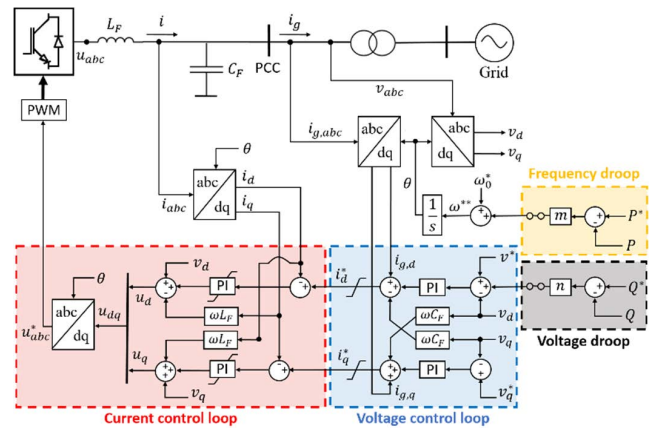 L_F
i
i_g
u_abc
C_F
PCC
Grid
v_abc
PWM
i_g,abc
abc
dq
abc
dq
v_d
v_q
θ
abc
dq
i_d
i_q
i_abc
θ
1
s
ω**
ω_0^*
+
+
Frequency droop
m
-
P*
P
v_d
i_d^*
i_g,d
v*
PI
PI
n
-
Q*
Q
θ
u_d
ωL_F
ωC_F
v_d
abc
dq
u_dq
u_abc^*
ωL_F
ωC_F
v_q
Voltage droop
u_q
i_q^*
PI
PI
v_q
i_g,q
v_q^*
Current control loop
Voltage control loop